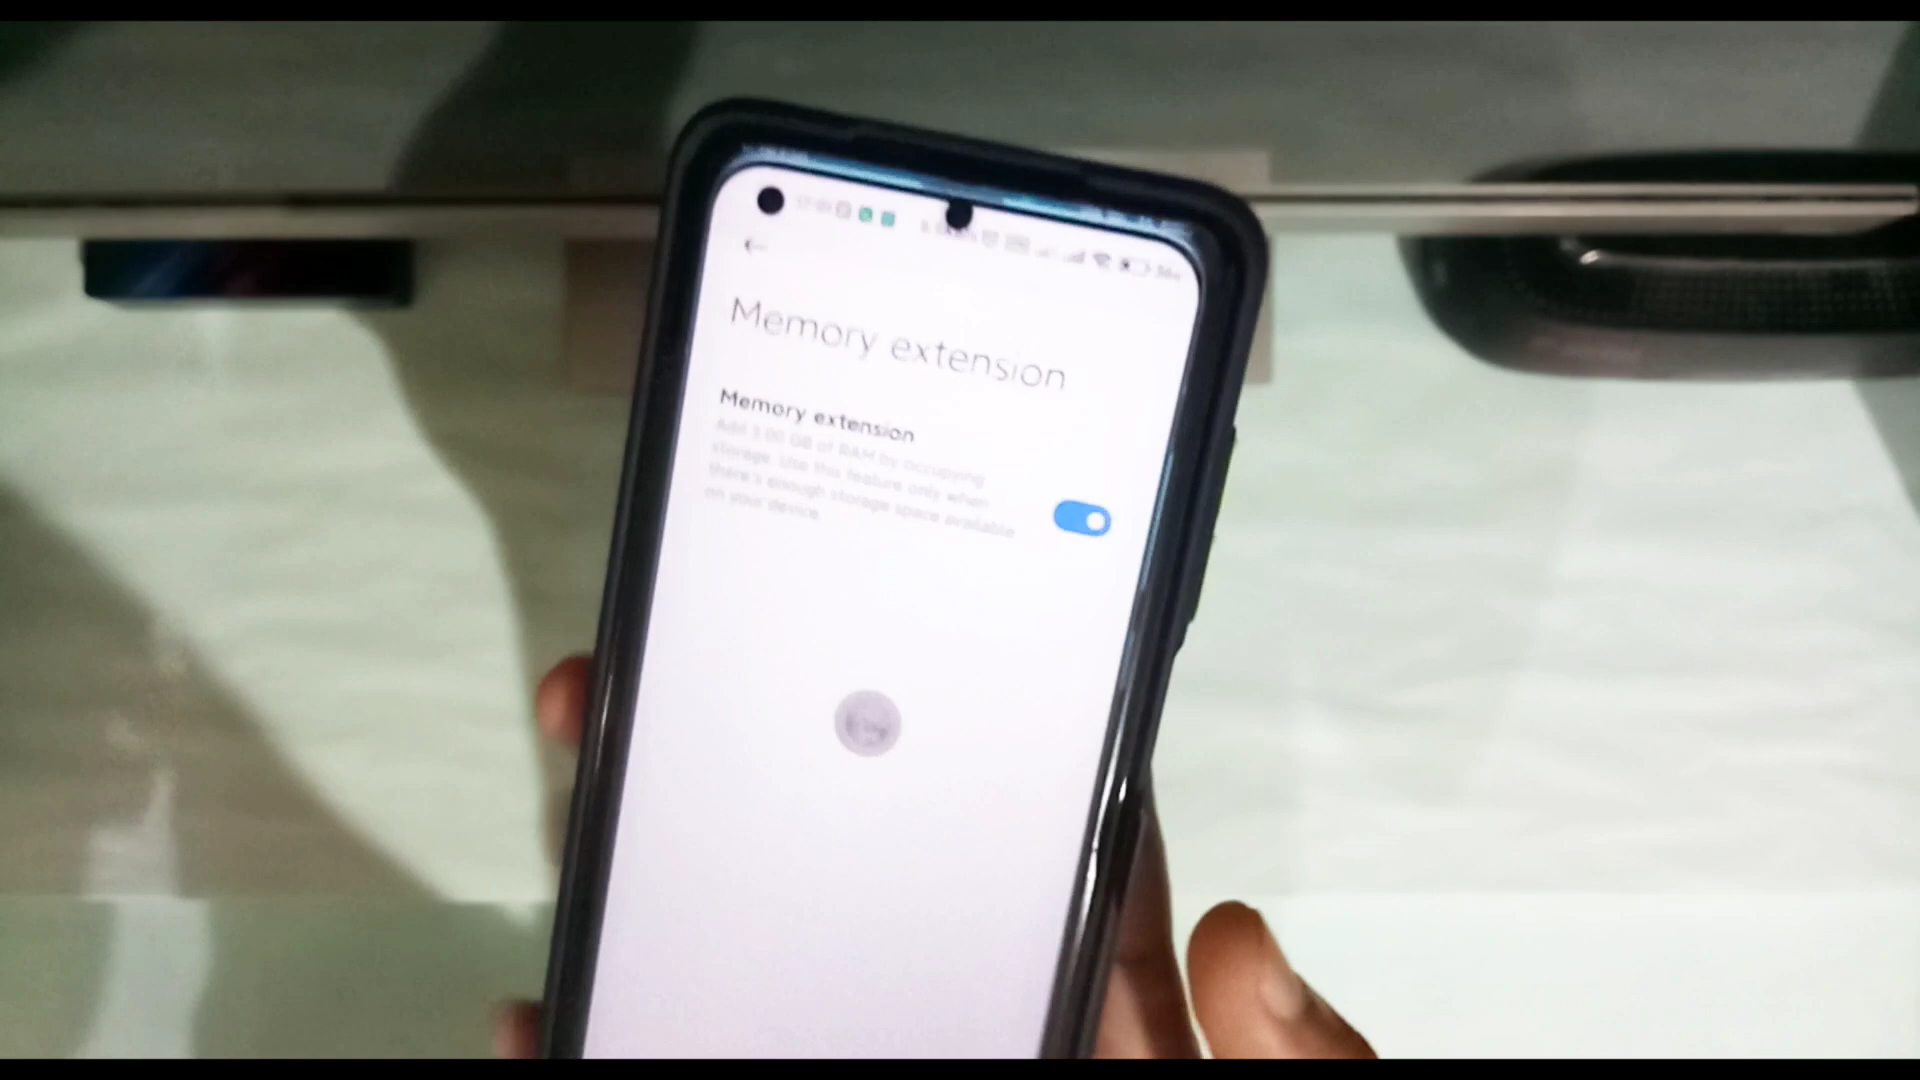 Memory extension
Memory extension
Add 3.00 GB of RAM by occupying
storage. Use this feature only when
there's enough storage space available
on your device.